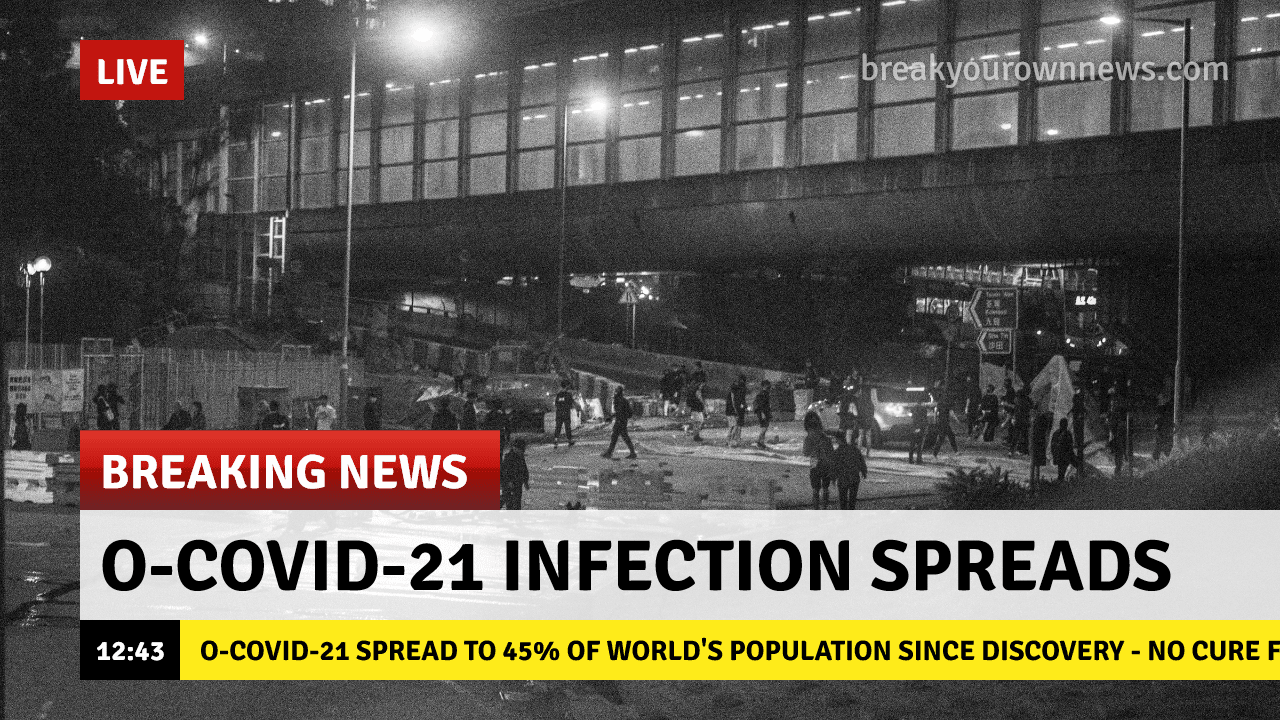 LIVE
breakyourownnews.com
BREAKING NEWS
O-COVID-21 INFECTION SPREADS
12:43
O-COVID-21 SPREAD TO 45% OF WORLD'S POPULATION SINCE DISCOVERY - NO CURE F